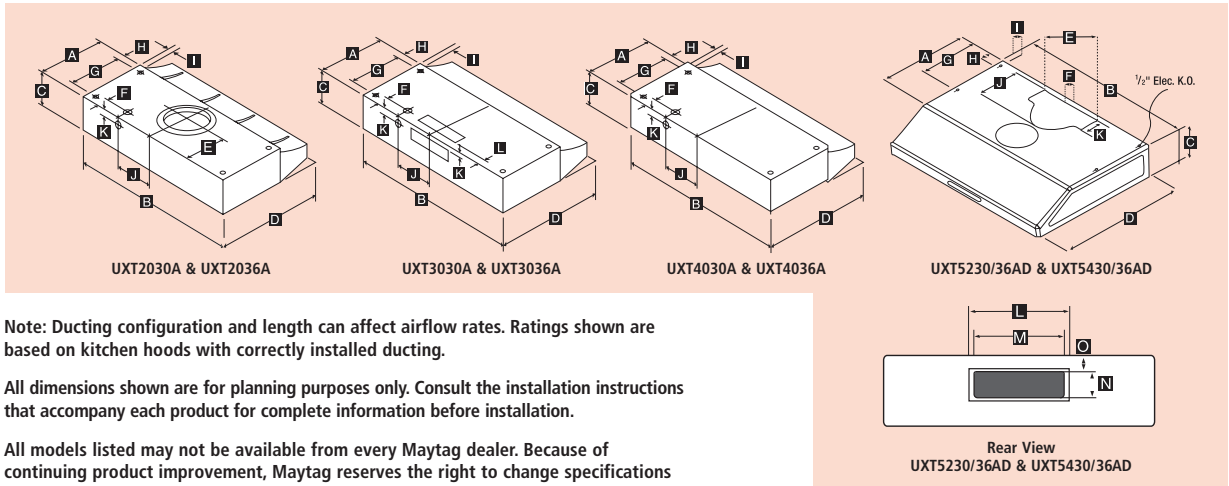 A H I G C F K E J B D
UXT2030A & UXT2036A
A H I G C F K L K J B D
UXT3030A & UXT3036A
A H I G C F K J B D
UXT4030A & UXT4036A
A G H I E J F B K C D
1/2" Elec. K.O.
UXT5230/36AD & UXT5430/36AD
Note: Ducting configuration and length can affect airflow rates. Ratings shown are
based on kitchen hoods with correctly installed ducting.
All dimensions shown are for planning purposes only. Consult the installation instructions
that accompany each product for complete information before installation.
All models listed may not be available from every Maytag dealer. Because of
continuing product improvement, Maytag reserves the right to change specifications
L
M
O
N
Rear View
UXT5230/36AD & UXT5430/36AD